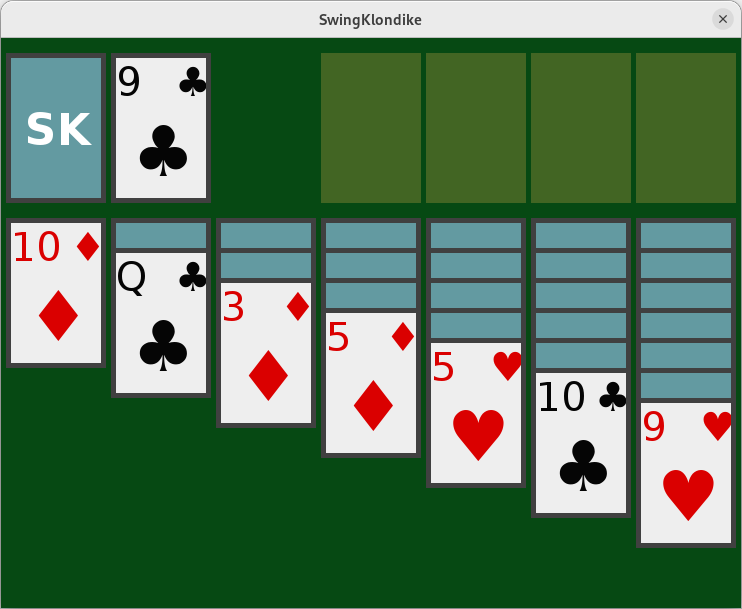 SwingKlondike
SK
9 ♣
10 ♦
Q ♣
3 ♦
5 ♦
5 ♥
10 ♣
9 ♥